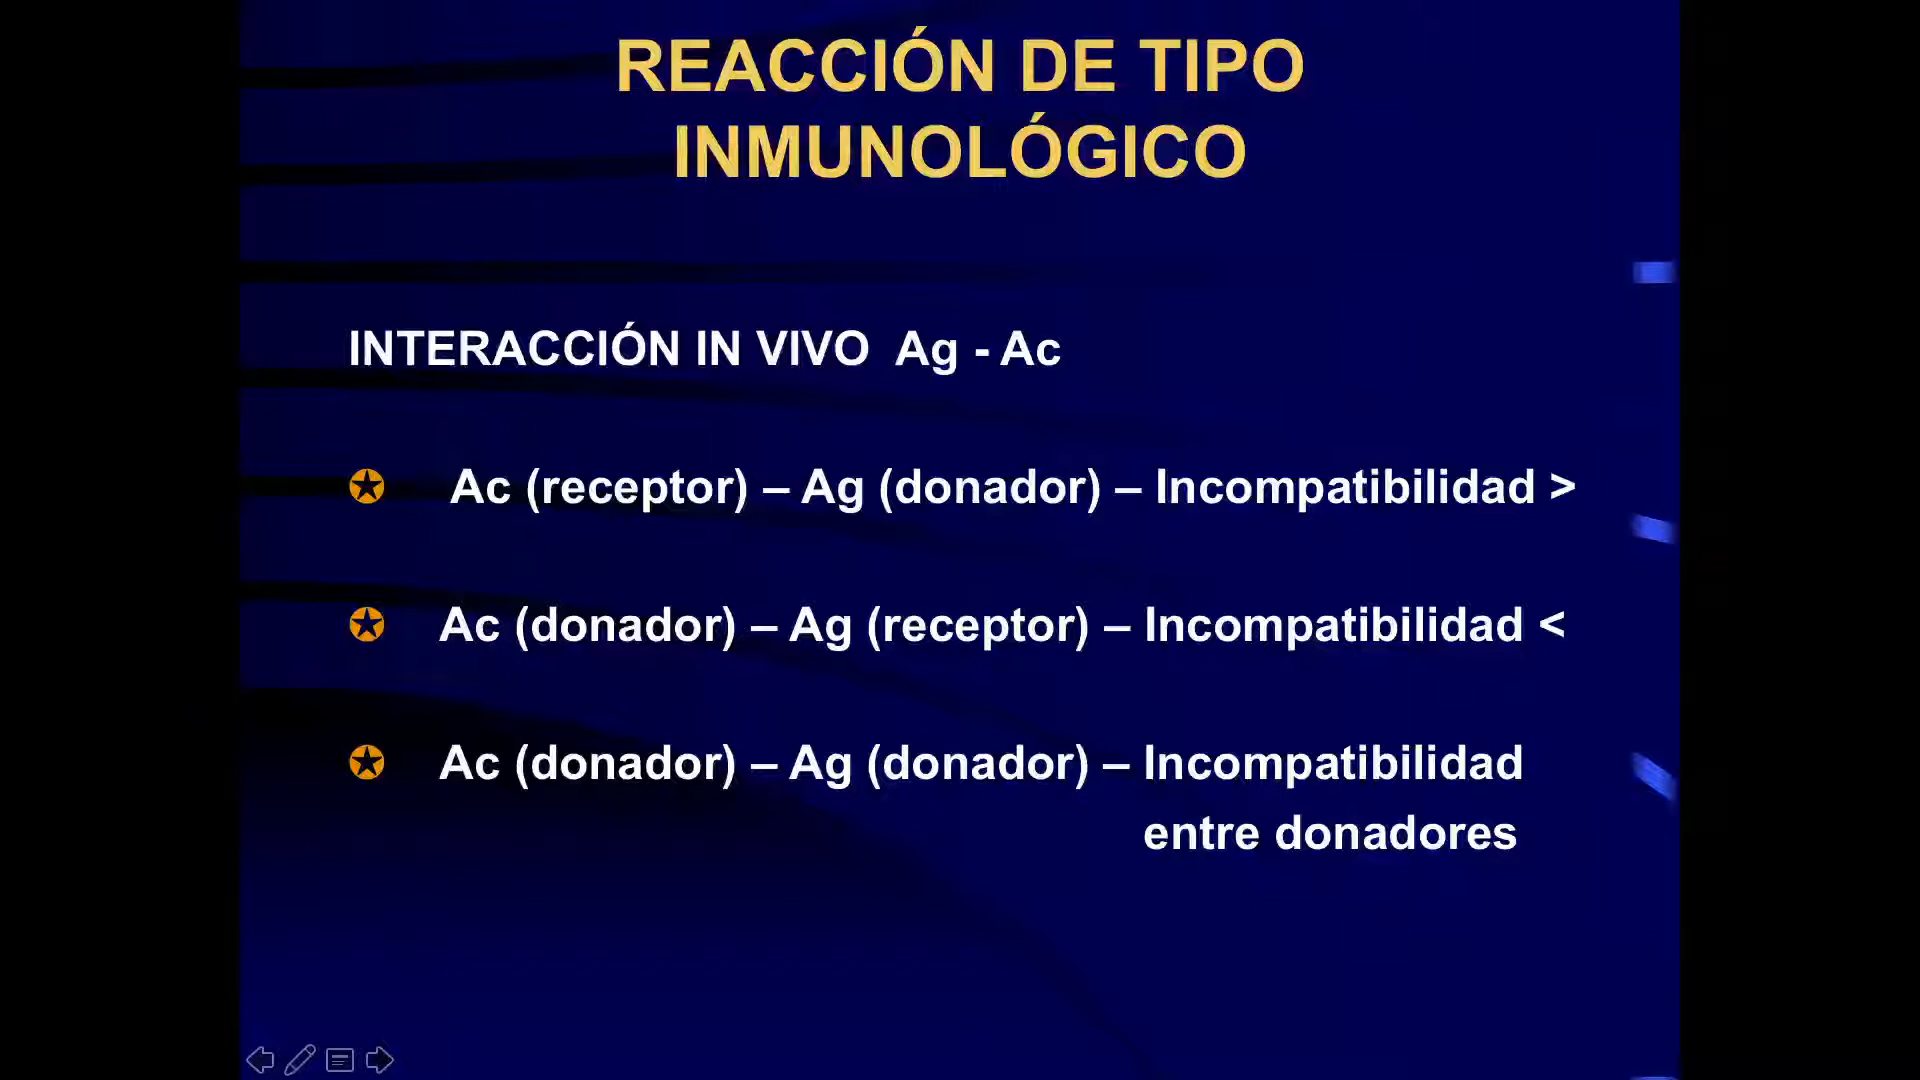 REACCIÓN DE TIPO
INMUNOLÓGICO
INTERACCIÓN IN VIVO  Ag - Ac
Ac (receptor) – Ag (donador) – Incompatibilidad >
Ac (donador) – Ag (receptor) – Incompatibilidad <
Ac (donador) – Ag (donador) – Incompatibilidad
entre donadores